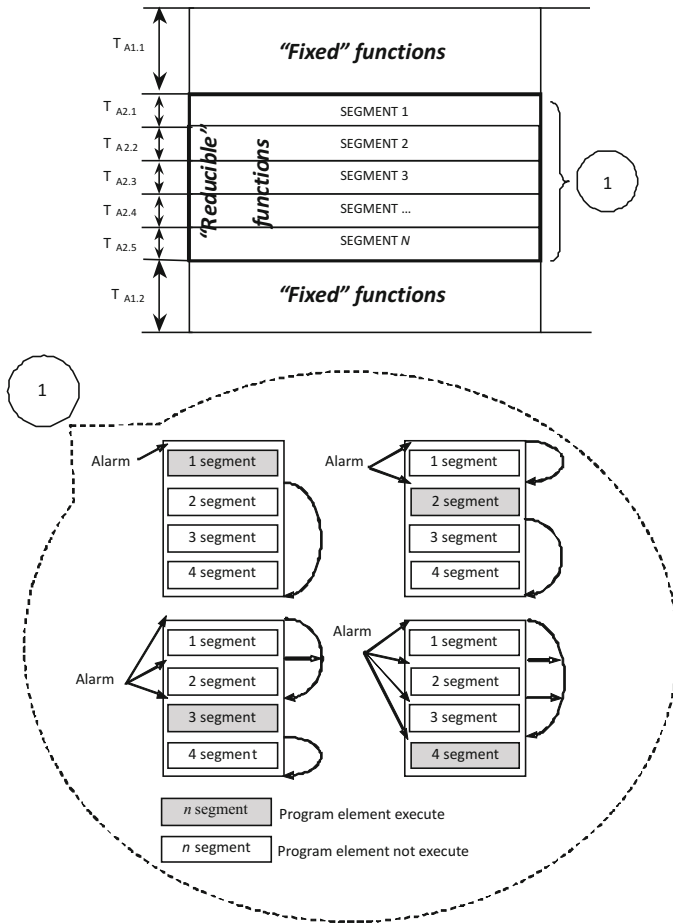 T A1.1
“Fixed” functions
T A2.1
SEGMENT 1
T A2.2
SEGMENT 2
T A2.3
SEGMENT 3
T A2.4
SEGMENT ...
T A2.5
SEGMENT N
“Reducible”
functions
1
T A1.2
“Fixed” functions
1
Alarm
1 segment
2 segment
3 segment
4 segment
Alarm
1 segment
2 segment
3 segment
4 segment
Alarm
1 segment
2 segment
3 segment
4 segment
Alarm
1 segment
2 segment
3 segment
4 segment
n segment Program element execute
n segment Program element not execute